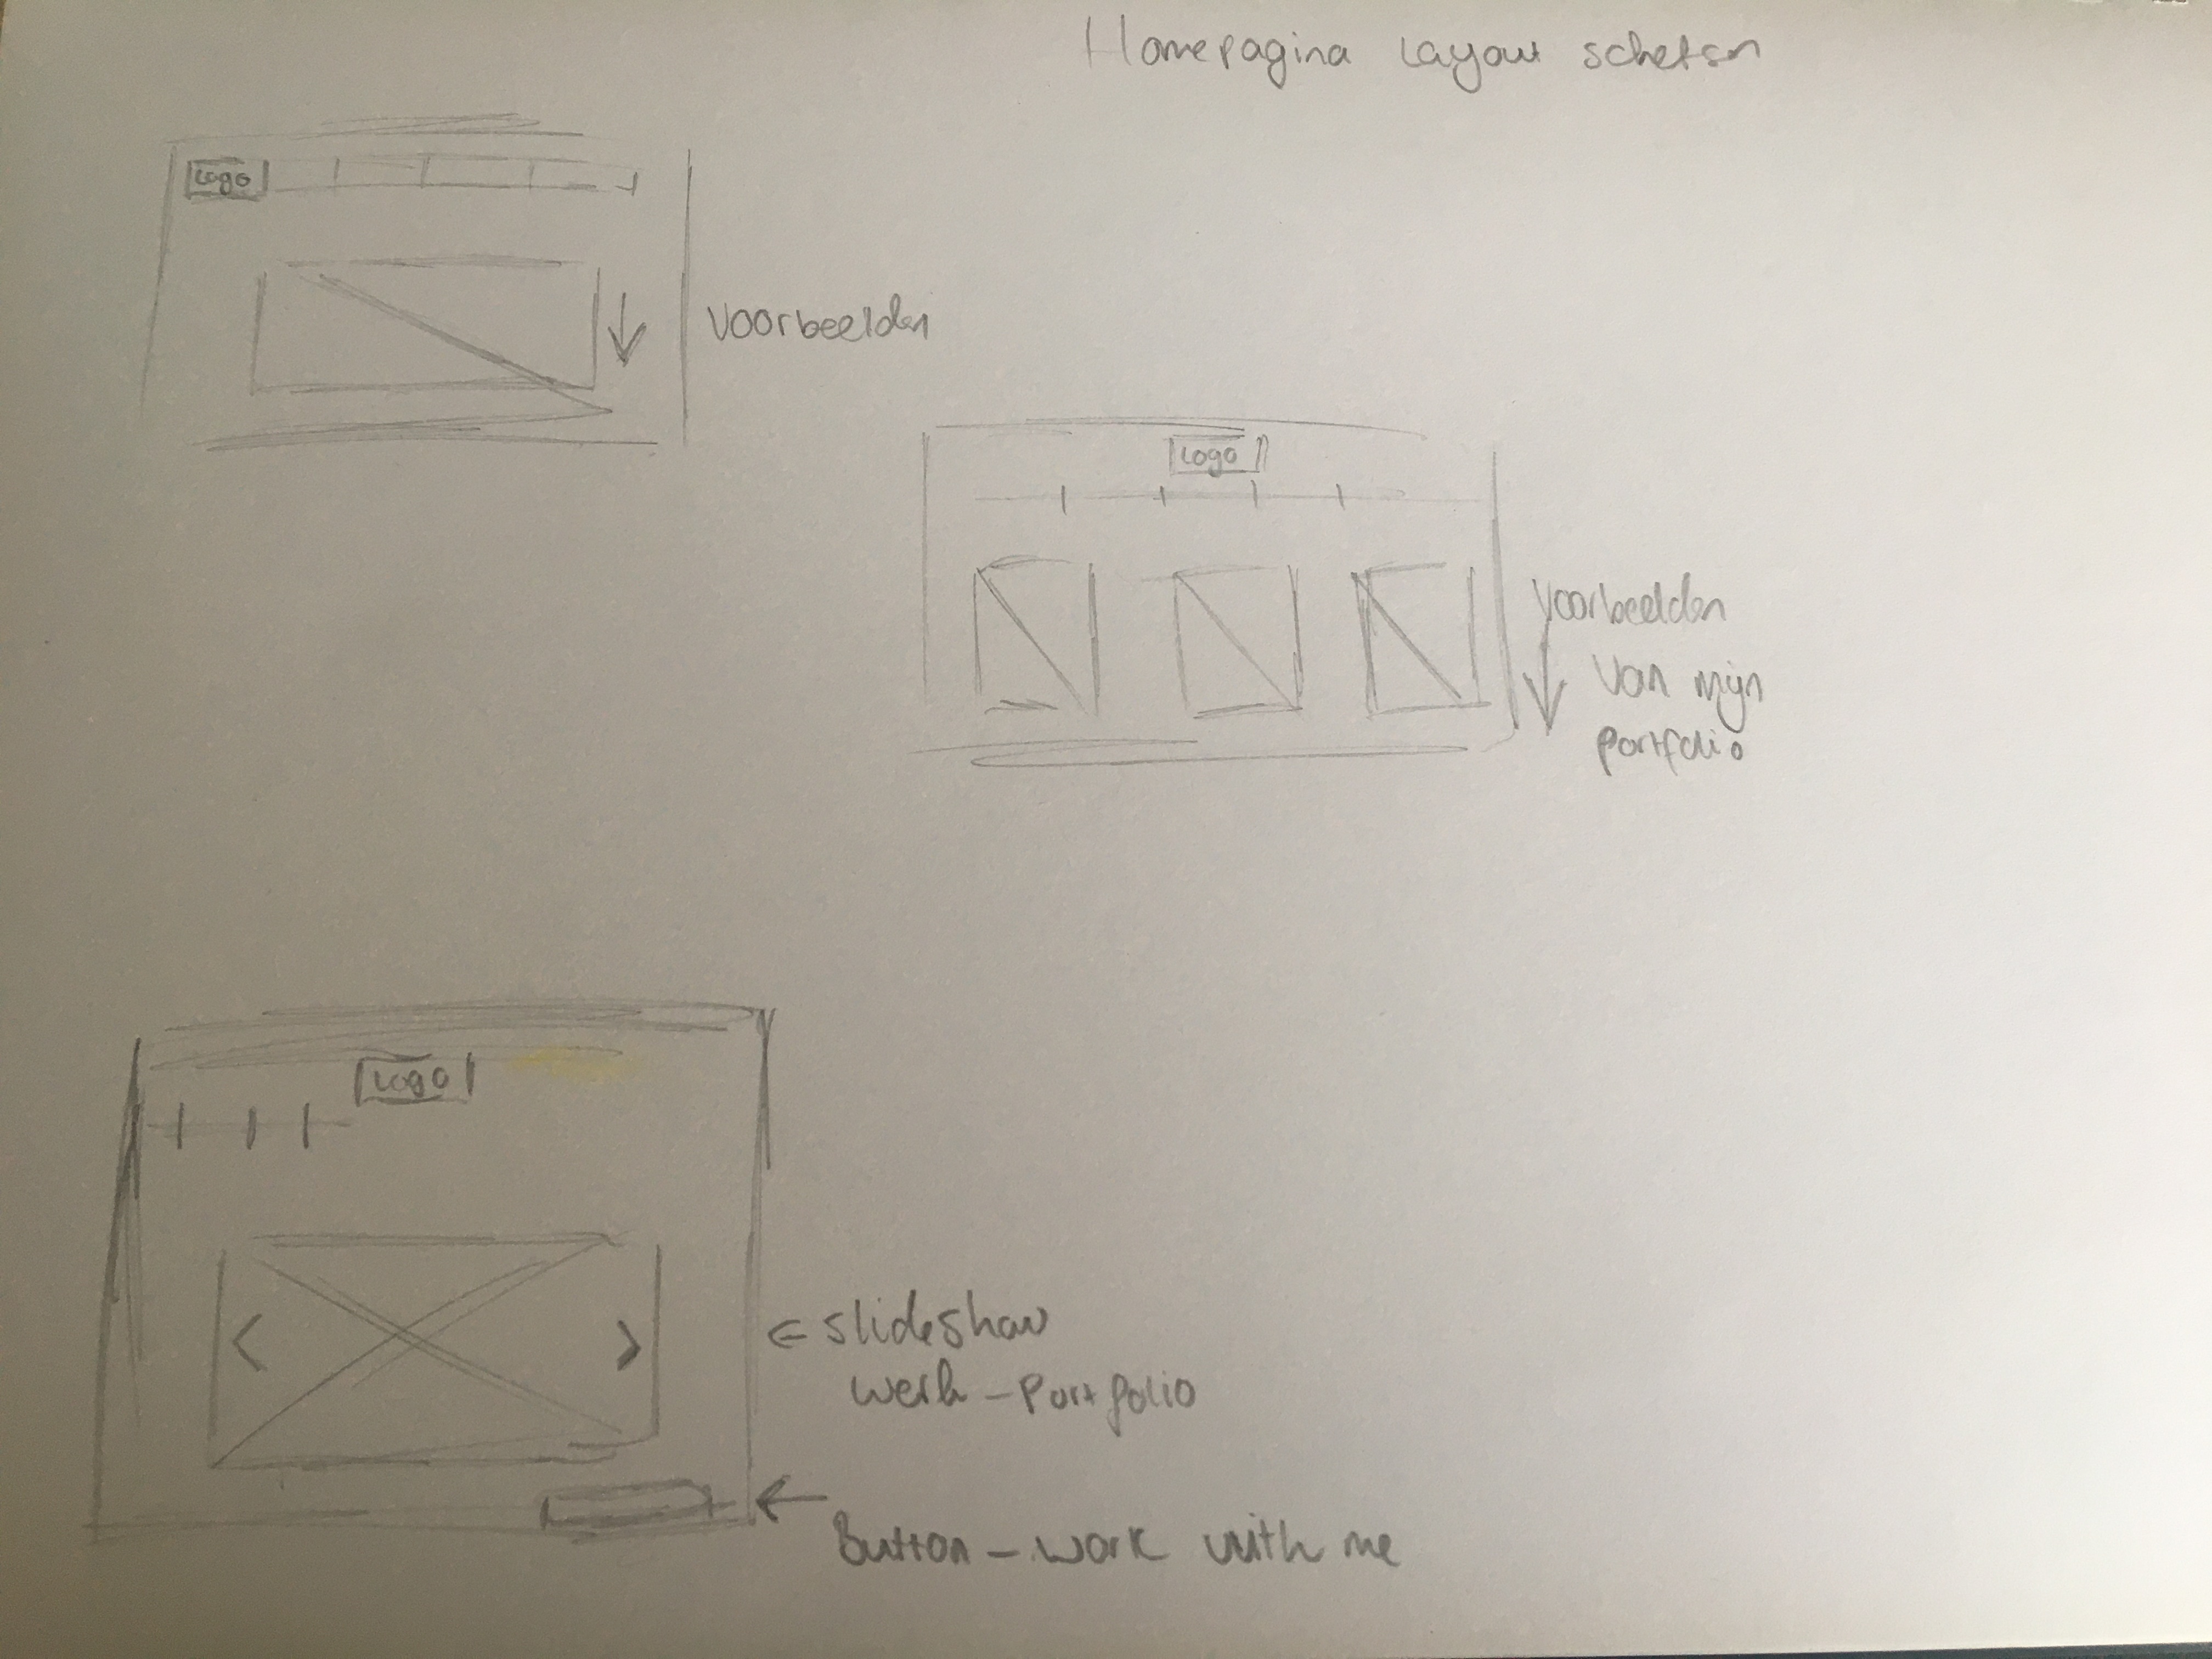 Homepagina layout schetsen
Logo
voorbeelden
Logo
Voorbeelden
van mijn
portfolio
Logo
slideshow
werk-Portfolio
Button - work with me